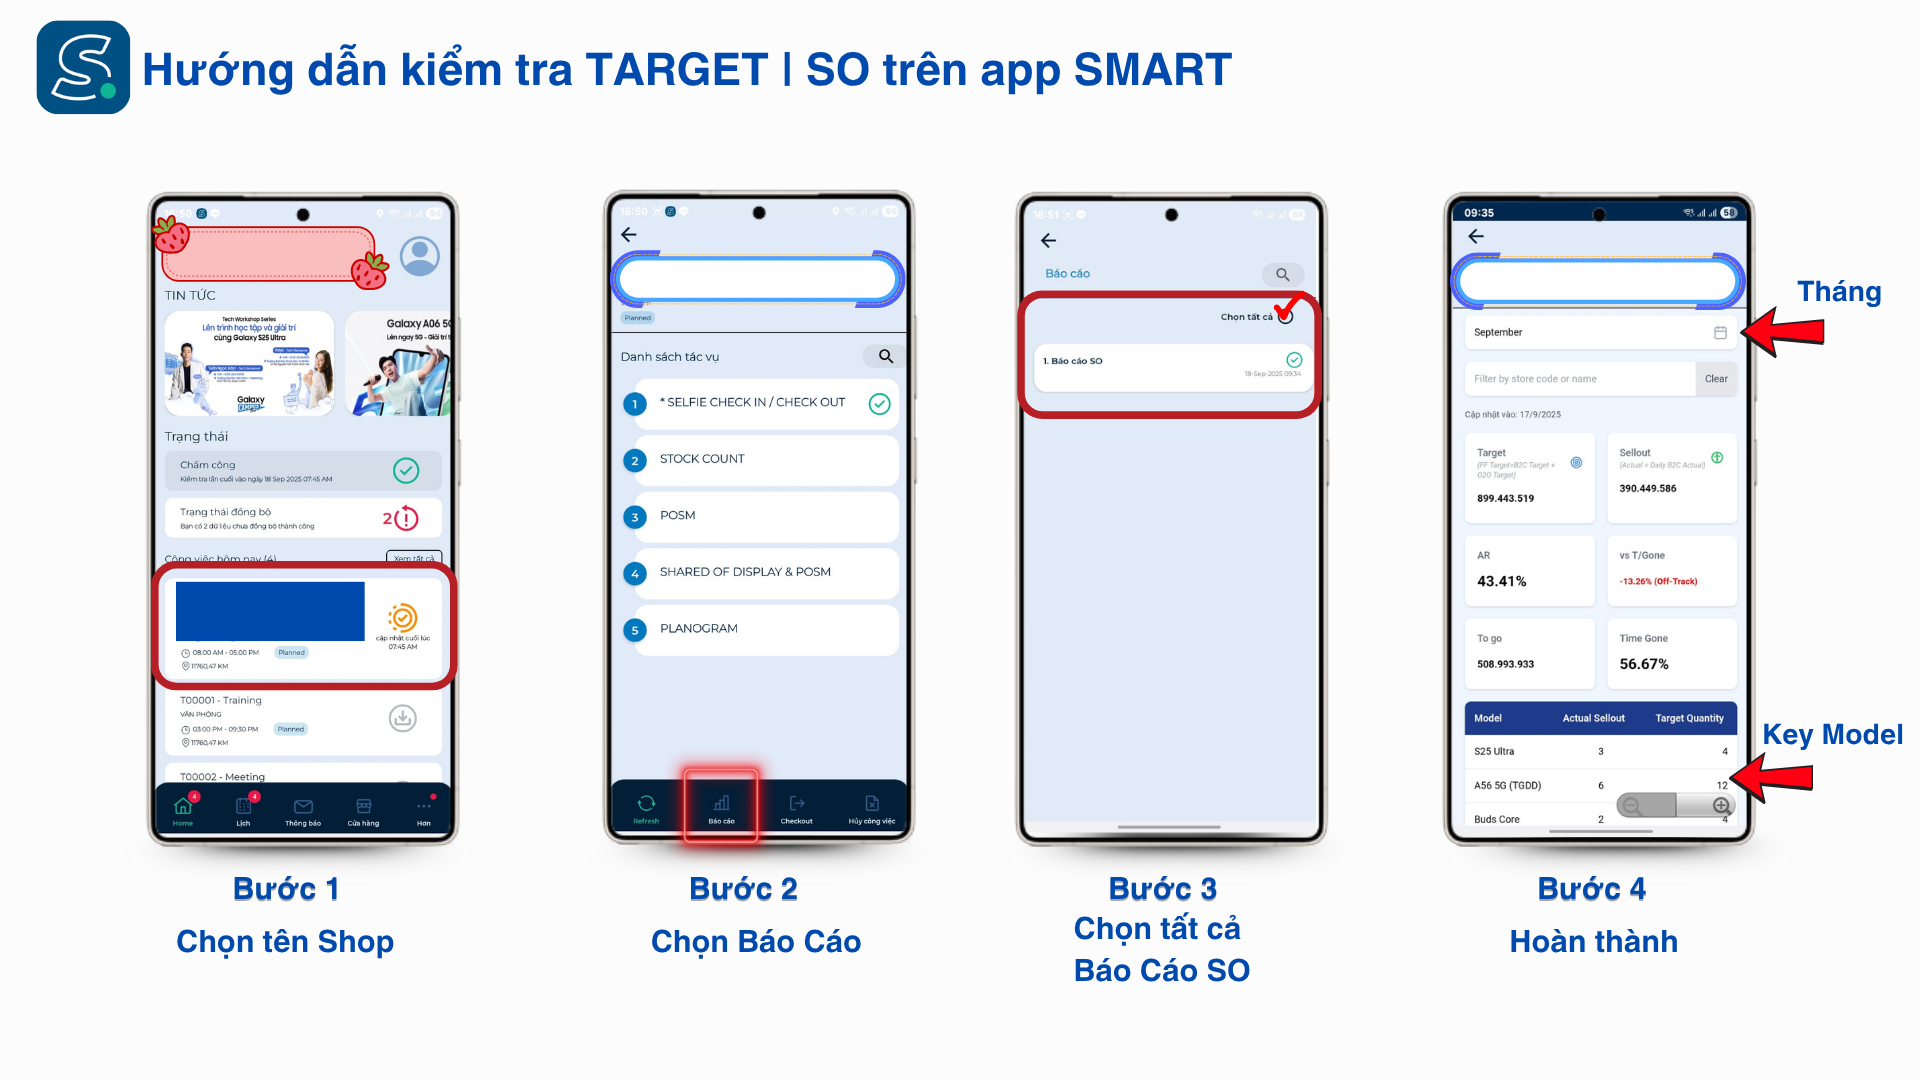 Hướng dẫn kiểm tra TARGET | SO trên app SMART
TIN TỨC
Tech Workshop Series
Lên trình học tập và giải trí
cùng Galaxy S25 Ultra
Galaxy
Galaxy A06 5G
Lên ngay 5G - Giải trí t
Trạng thái
Chấm công
Kiểm tra lần cuối vào ngày 18 Sep 2025 07:45 AM
Trạng thái đồng bộ
Bạn có 2 dữ liệu chưa đồng bộ thành công
2
Công việc hôm nay (4)
Xem tất cả
cập nhật cuối lúc
07:45 AM
08:00 AM - 05:00 PM
Planned
11760,47 KM
T00001 - Training
VĂN PHÒNG
03:00 PM - 09:30 PM
Planned
11760,47 KM
T00002 - Meeting
4
4
Home
Lịch
Thông báo
Cửa hàng
Hơn
Bước 1
Chọn tên Shop
16:50
64
Planned
Danh sách tác vụ
1
* SELFIE CHECK IN / CHECK OUT
2
STOCK COUNT
3
POSM
4
SHARED OF DISPLAY & POSM
5
PLANOGRAM
Refresh
Báo cáo
Checkout
Hủy công việc
Bước 2
Chọn Báo Cáo
16:51
64
Báo cáo
Chọn tất cả
1. Báo cáo SO
18-Sep-2025 09:34
Bước 3
Chọn tất cả
Báo Cáo SO
09:35
58
September
Tháng
Filter by store code or name
Clear
Cập nhật vào: 17/9/2025
Target
(FF Target=B2C Target +
O2O Target)
899.443.519
Sellout
(Actual = Daily B2C Actual)
390.449.586
AR
43.41%
vs T/Gone
-13.26% (Off-Track)
To go
508.993.933
Time Gone
56.67%
Model Actual Sellout Target Quantity
S25 Ultra 3 4
A56 5G (TGDD) 6 12
Buds Core 2 4
Key Model
Bước 4
Hoàn thành